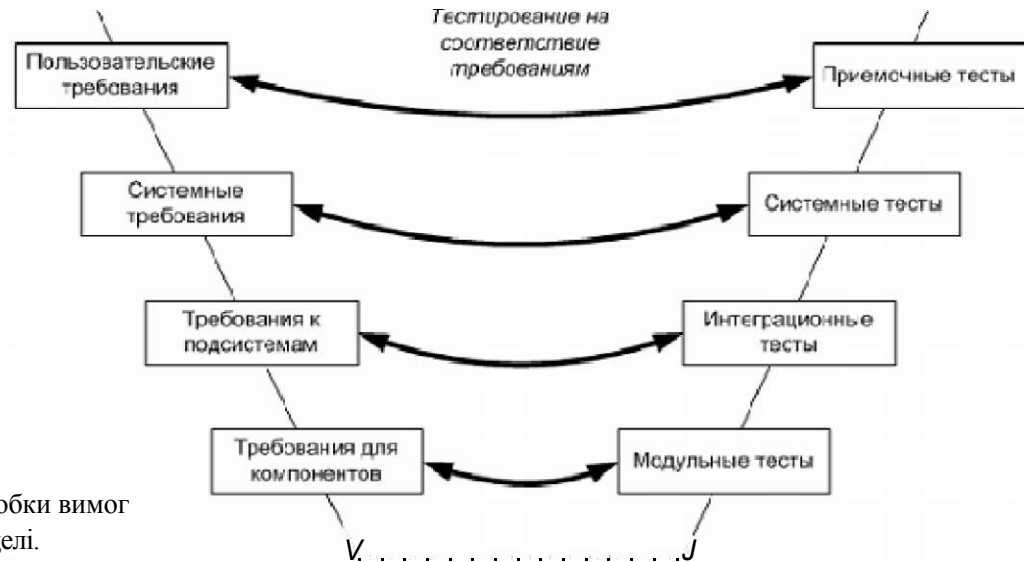 Тестирование на
соответствие
требованиям
Пользовательские
требования
Приемочные тесты
Системные
требования
Системные тесты
Требования к
подсистемам
Интеграционные
тесты
Требования для
компонентов
Модульные тесты
обки вимог
делі.
V
J